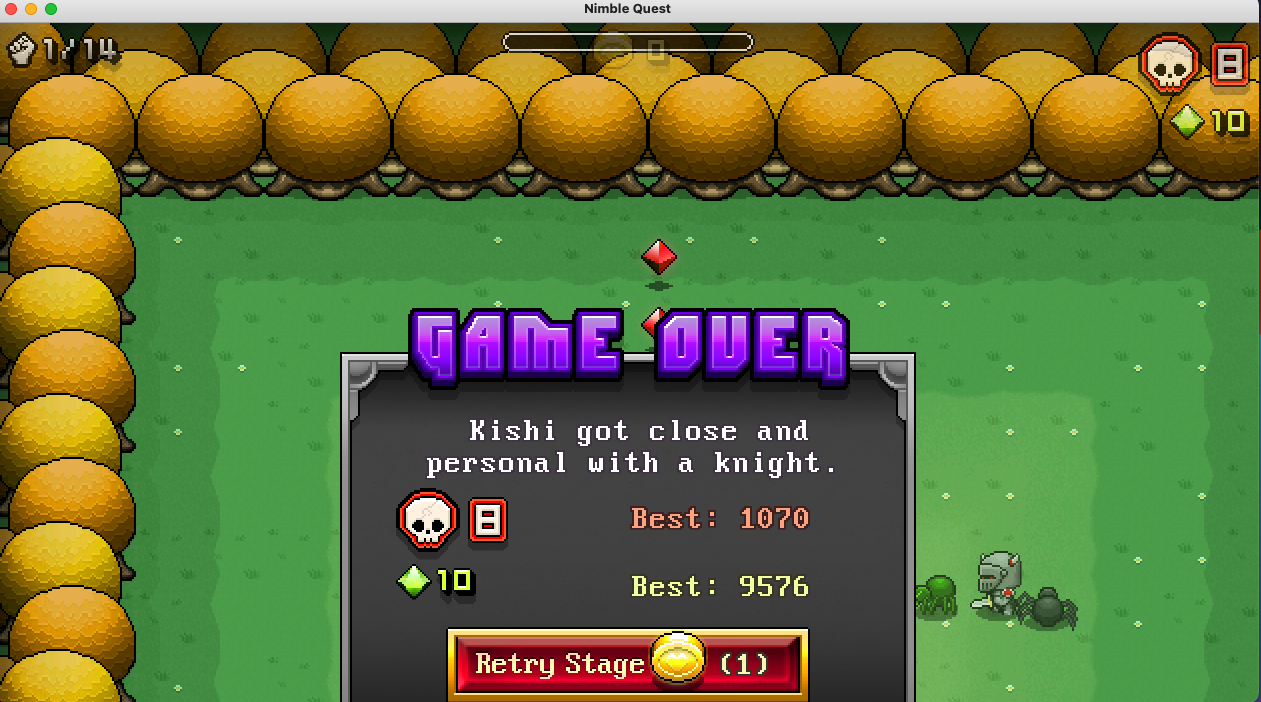 Nimble Quest
1/14
0
8
10
GAME OVER
Kishi got close and
personal with a knight.
8
Best: 1070
10
Best: 9576
Retry Stage (1)